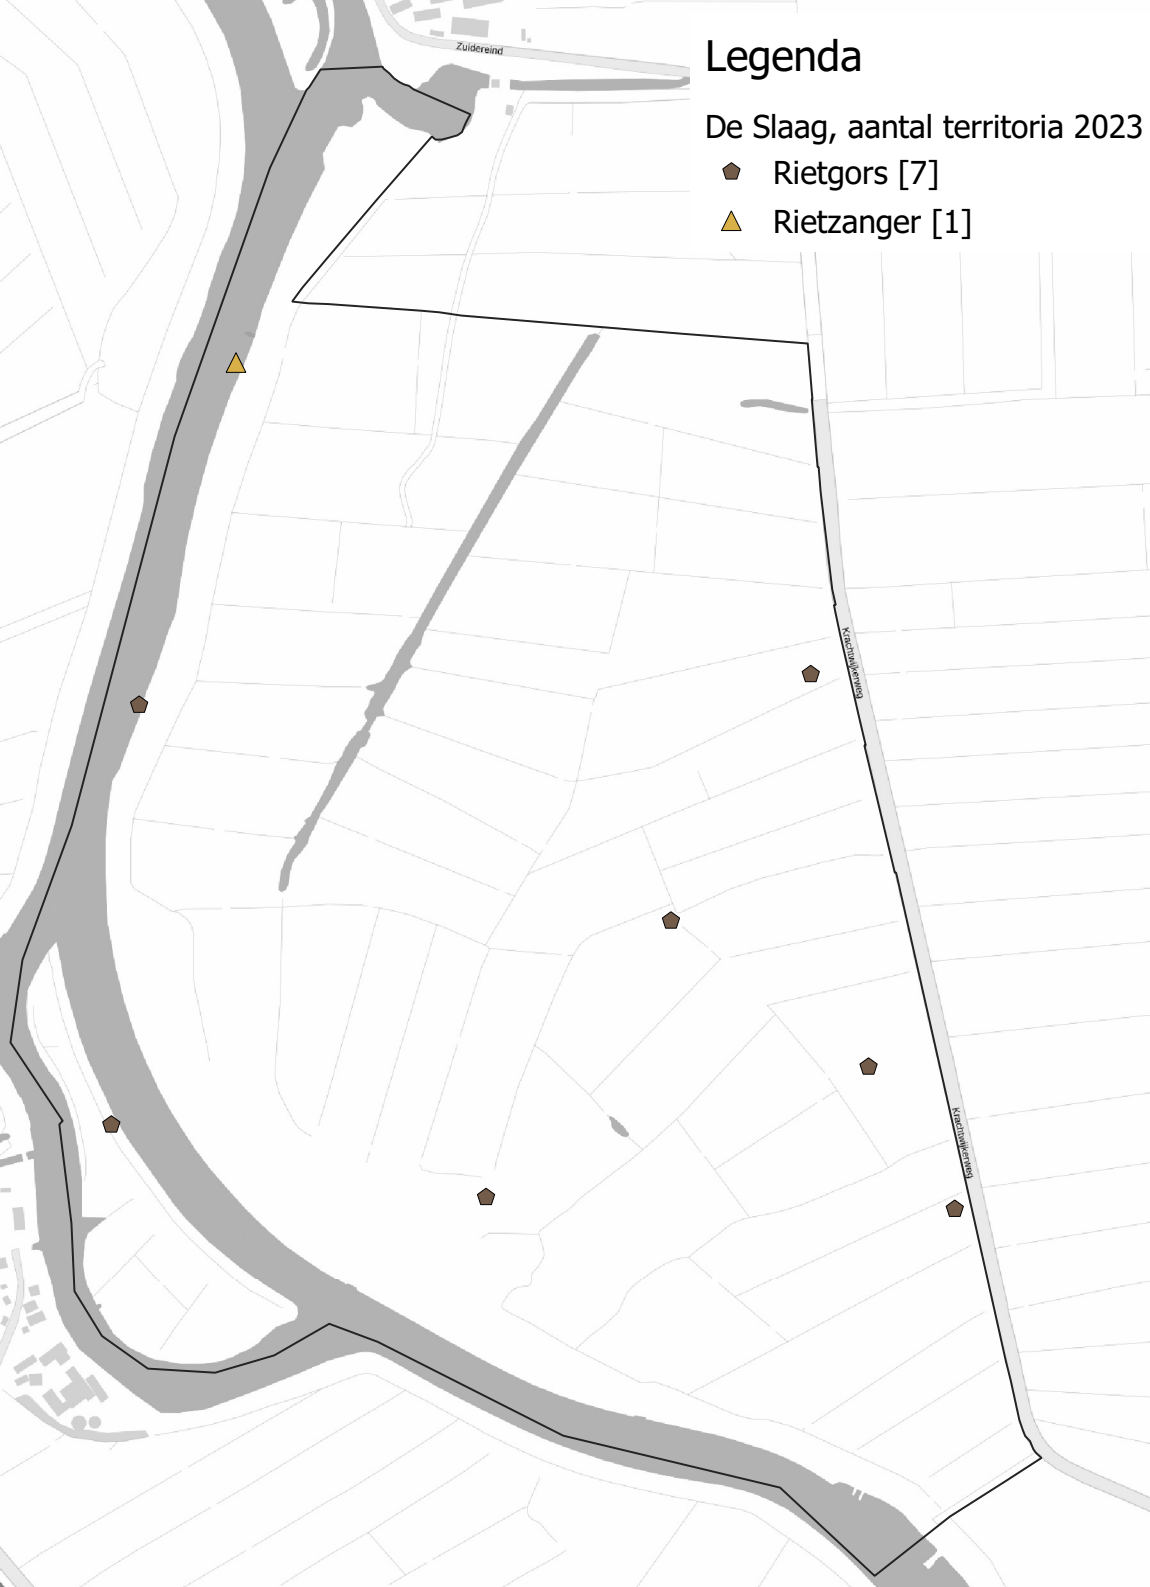 Zuidereind
Legenda
De Slaag, aantal territoria 2023
Rietgors [7]
Rietzanger [1]
Krachtwijkerweg
Krachtwijkerweg